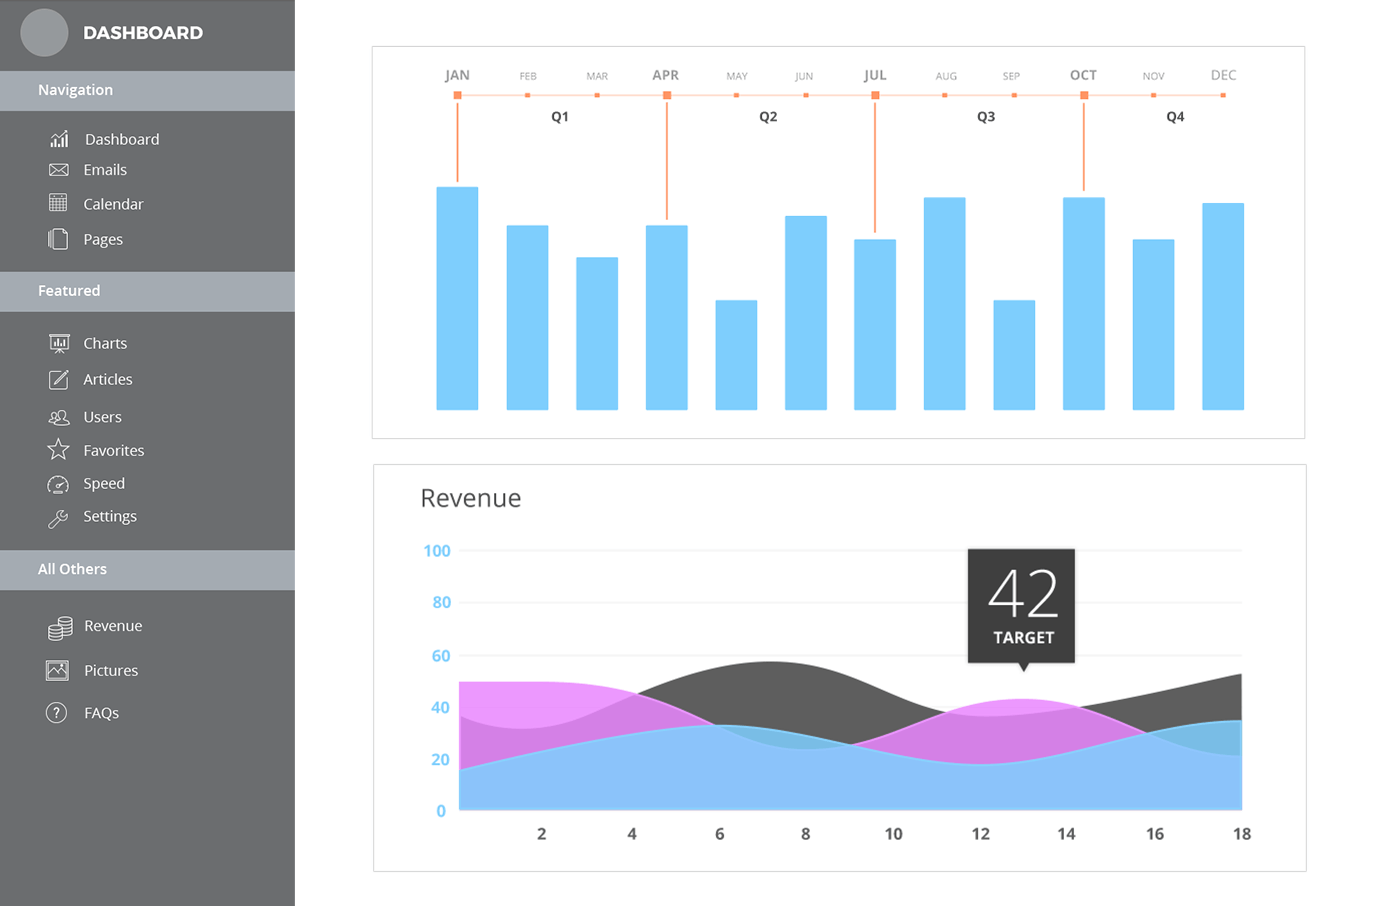 DASHBOARD
Navigation
Dashboard
Emails
Calendar
Pages
Featured
Charts
Articles
Users
Favorites
Speed
Settings
All Others
Revenue
Pictures
? FAQs
JAN FEB MAR APR MAY JUN JUL AUG SEP OCT NOV DEC
Q1 Q2 Q3 Q4
Revenue
100
80
60
40
20
0
42
TARGET
2 4 6 8 10 12 14 16 18